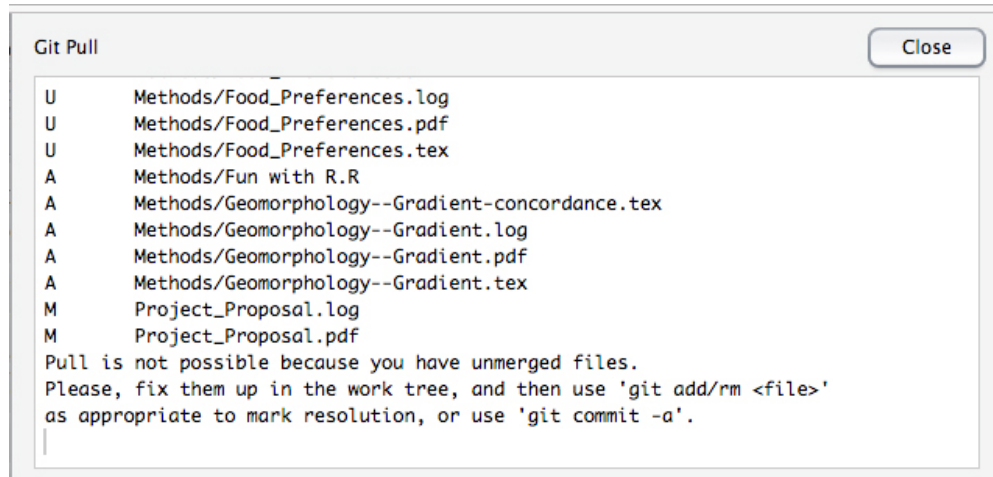 Git Pull
Close
U Methods/Food_Preferences.log
U Methods/Food_Preferences.pdf
U Methods/Food_Preferences.tex
A Methods/Fun with R.R
A Methods/Geomorphology--Gradient-concordance.tex
A Methods/Geomorphology--Gradient.log
A Methods/Geomorphology--Gradient.pdf
A Methods/Geomorphology--Gradient.tex
M Project_Proposal.log
M Project_Proposal.pdf
Pull is not possible because you have unmerged files.
Please, fix them up in the work tree, and then use 'git add/rm <file>'
as appropriate to mark resolution, or use 'git commit -a'.